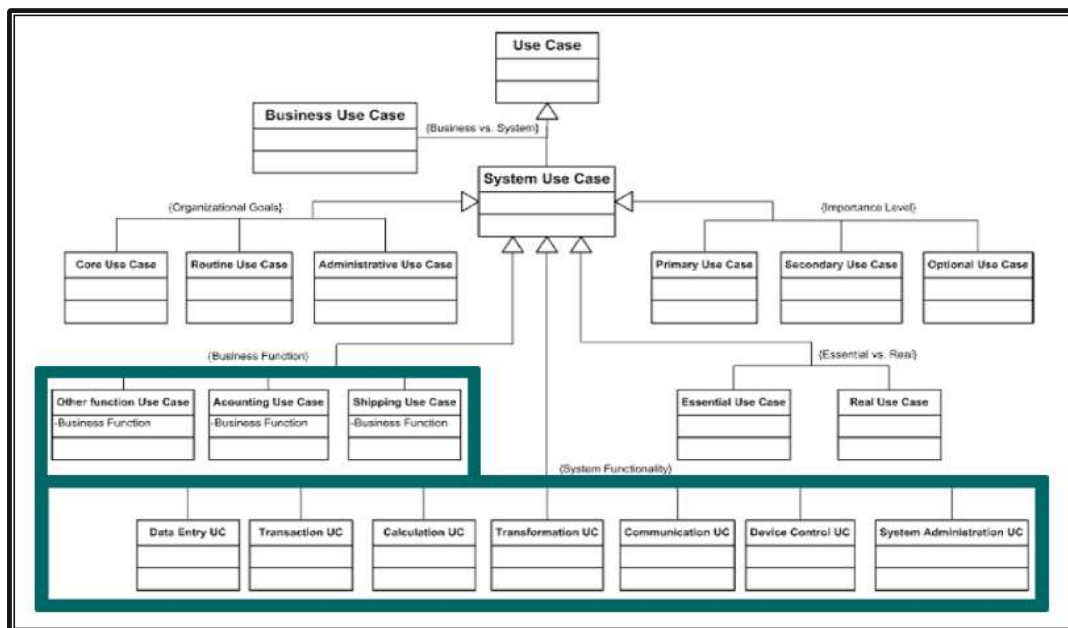 Use Case
Business Use Case
{Business vs. System}
System Use Case
{Organizational Goals}
{Importance Level}
Core Use Case
Routine Use Case
Administrative Use Case
Primary Use Case
Secondary Use Case
Optional Use Case
{Business Function}
{Essential vs. Real}
Other function Use Case
Acounting Use Case
Shipping Use Case
-Business Function
-Business Function
-Business Function
Essential Use Case
Real Use Case
{System Functionality}
Data Entry UC
Transaction UC
Calculation UC
Transformation UC
Communication UC
Device Control UC
System Administration UC